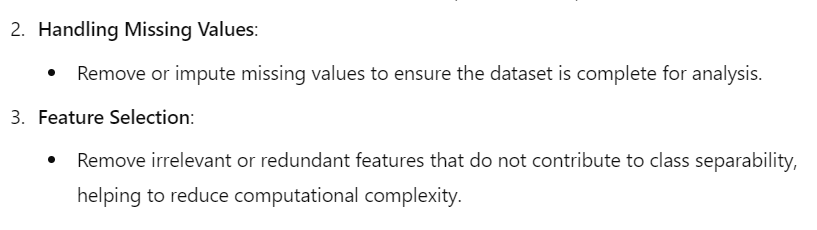 2. Handling Missing Values:
• Remove or impute missing values to ensure the dataset is complete for analysis.
3. Feature Selection:
• Remove irrelevant or redundant features that do not contribute to class separability,
helping to reduce computational complexity.